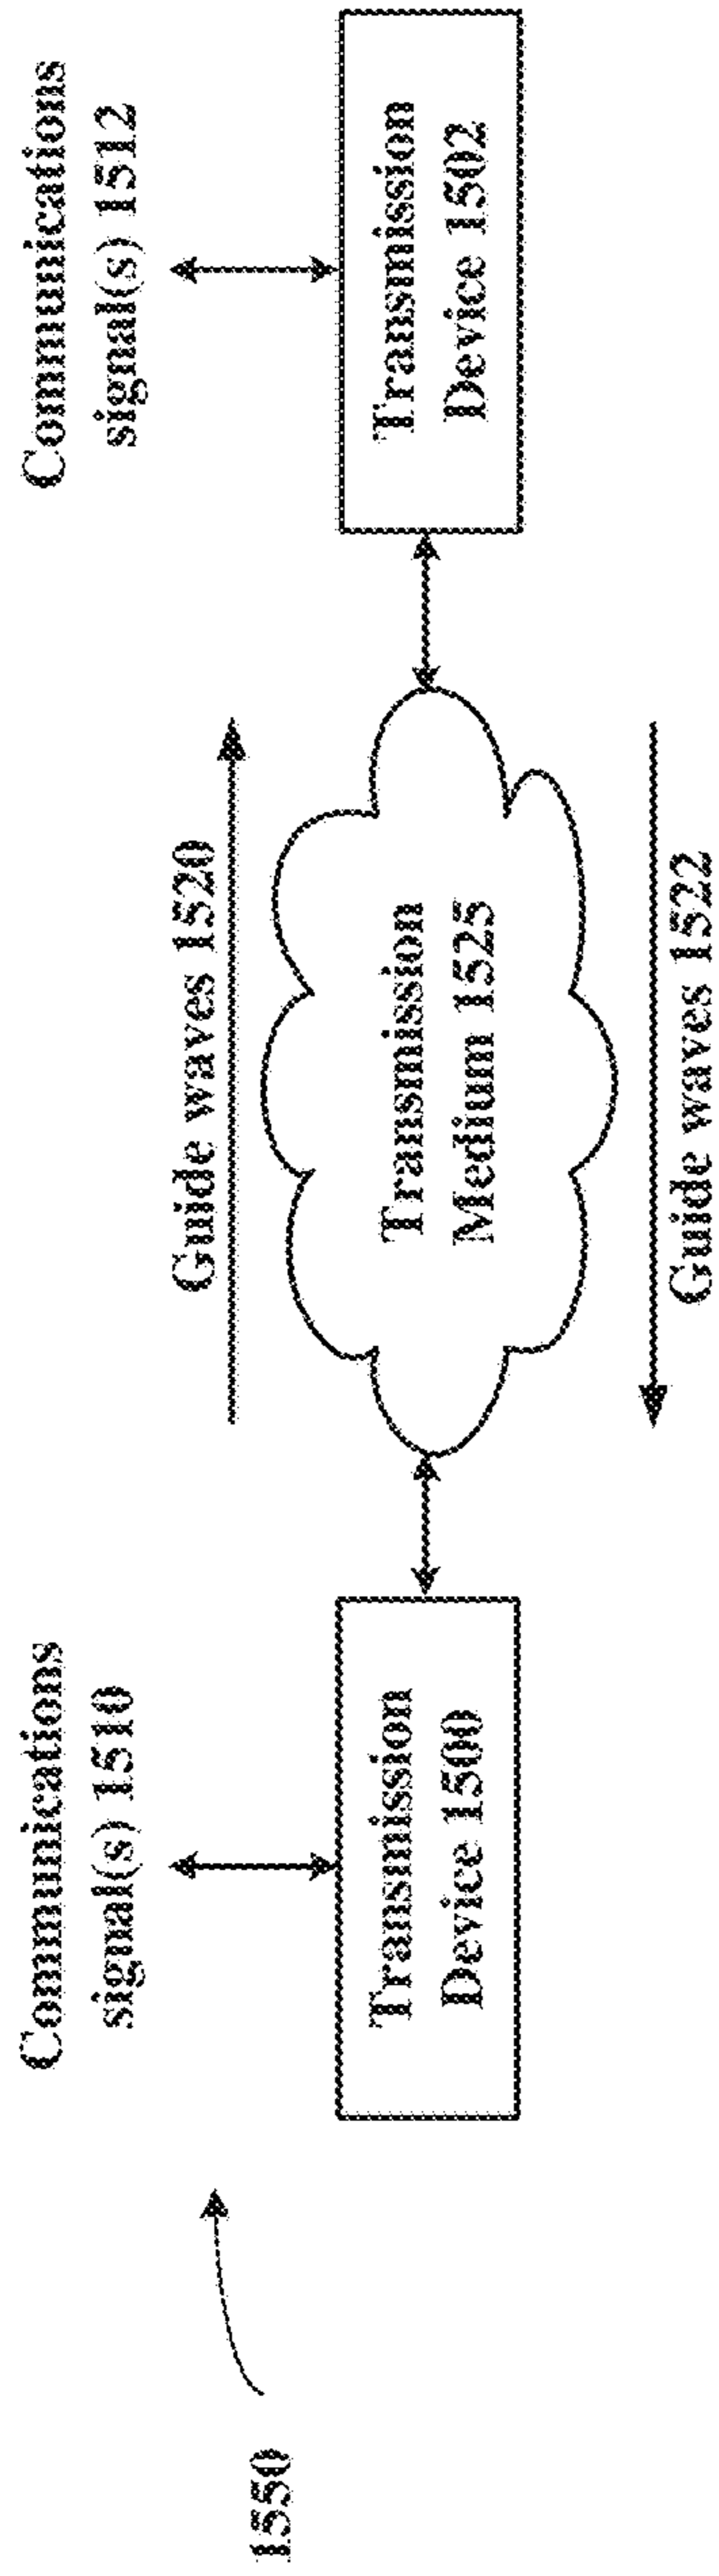 Communications
signal(s) 1510
Communications
signal(s) 1512
Guide waves 1520
Transmission
Device 1500
Transmission
Medium 1525
Transmission
Device 1502
Guide waves 1522
1550